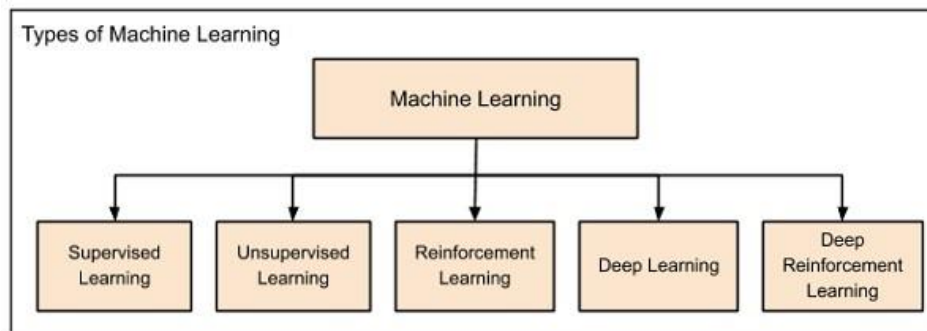 Types of Machine Learning
Machine Learning
Supervised
Learning
Unsupervised
Learning
Reinforcement
Learning
Deep Learning
Deep
Reinforcement
Learning